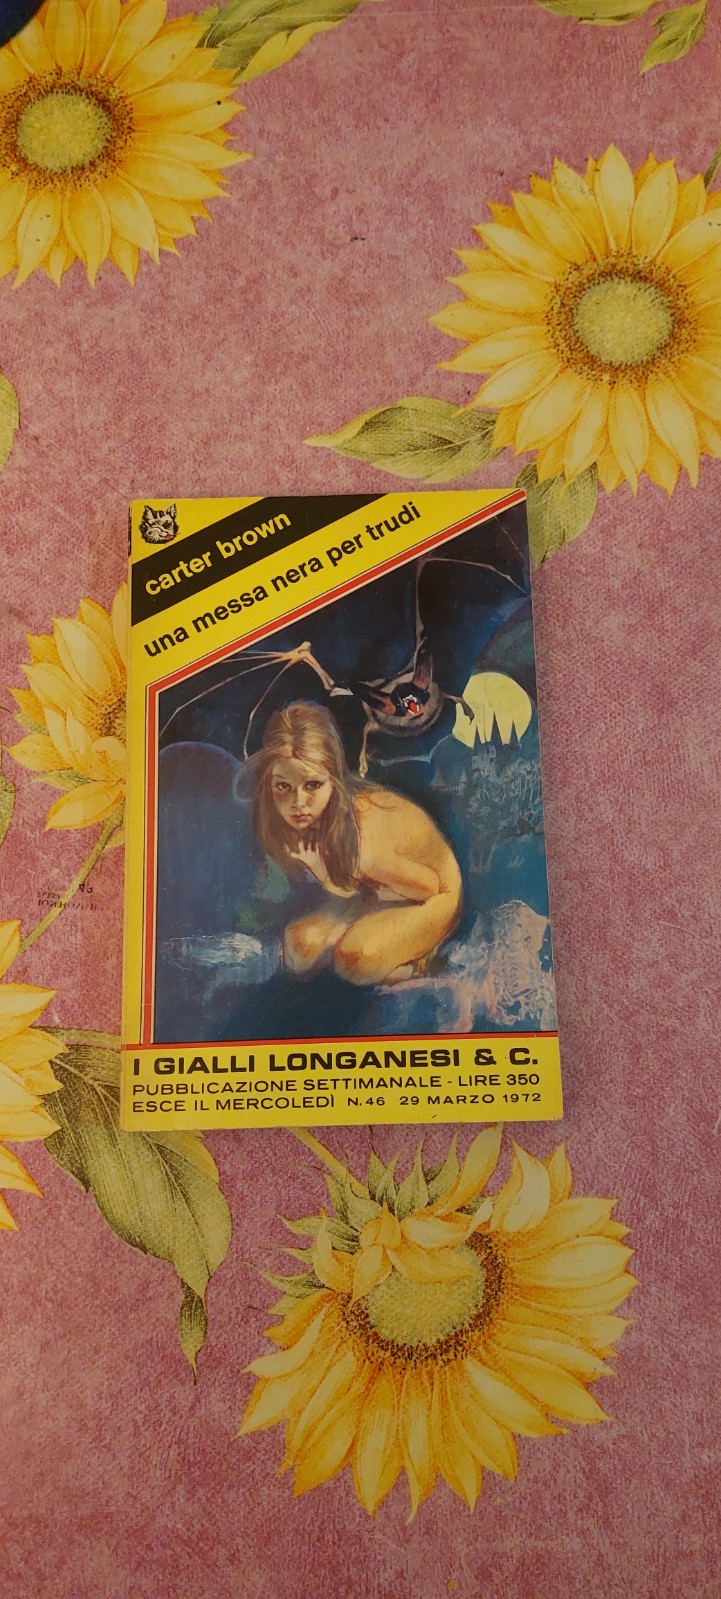 carter brown
una messa nera per trudi
I GIALLI LONGANESI & C.
PUBBLICAZIONE SETTIMANALE - LIRE 350
ESCE IL MERCOLEDÌ N.46 29 MARZO 1972